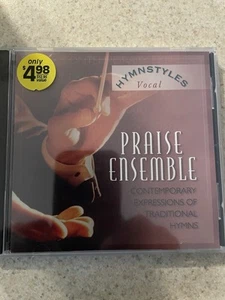 only
$4.98
HYMNSTYLES
Vocal
PRAISE
ENSEMBLE
CONTEMPORARY
EXPRESSIONS OF
TRADITIONAL
HYMNS